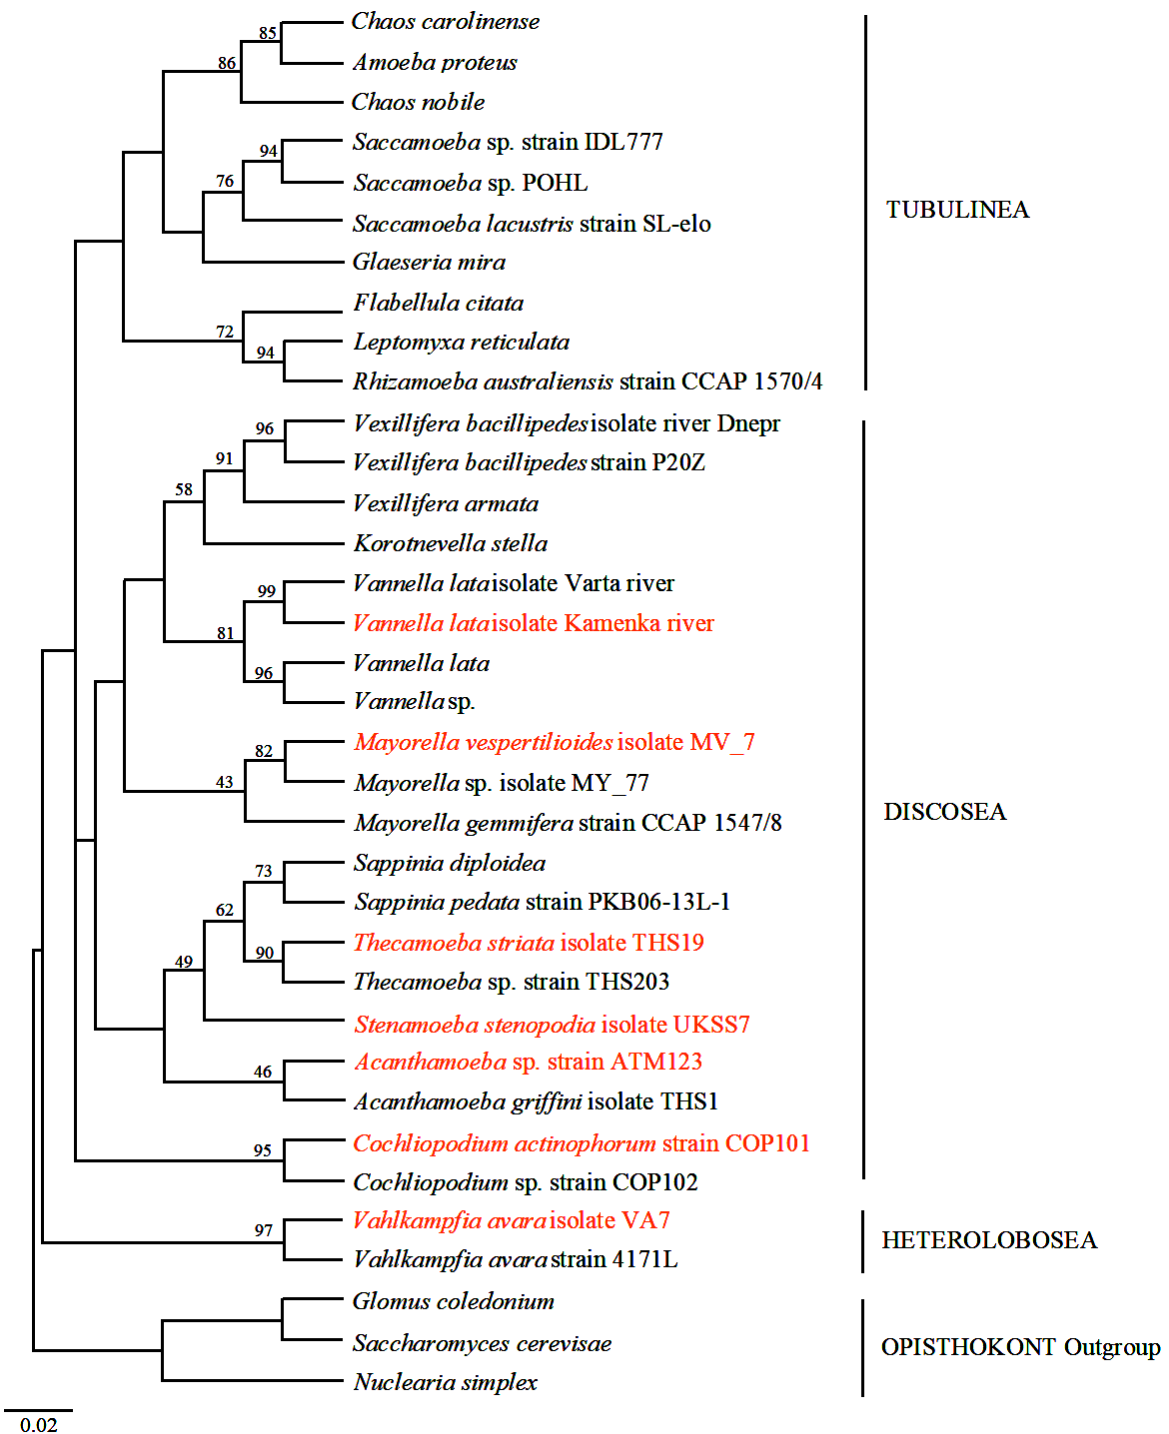 Chaos carolinense
85
Amoeba proteus
86
Chaos nobile
Saccamoeba sp. strain IDL777
94
Saccamoeba sp. POHL
76
Saccamoeba lacustris strain SL-elo
TUBULINEA
Glaeseria mira
Flabellula citata
72
Leptomyxa reticulata
94
Rhizamoeba australiensis strain CCAP 1570/4
Vexillifera bacillipedes isolate river Dnepr
96
Vexillifera bacillipedes strain P20Z
91
58
Vexillifera armata
Korotnevella stella
Vannella lata isolate Varta river
99
Vannella lata isolate Kamenka river
81
Vannella lata
96
Vannella sp.
Mayorella vespertilioides isolate MV_7
82
Mayorella sp. isolate MY_77
43
Mayorella gemmifera strain CCAP 1547/8
DISCOSEA
Sappinia diploidea
73
Sappinia pedata strain PKB06-13L-1
62
Thecamoeba striata isolate THS19
90
49
Thecamoeba sp. strain THS203
Stenamoeba stenopodia isolate UKSS7
Acanthamoeba sp. strain ATM123
46
Acanthamoeba griffini isolate THS1
Cochliopodium actinophorum strain COP101
95
Cochliopodium sp. strain COP102
Vahlkampfia avara isolate VA7
97
HETEROLOBOSEA
Vahlkampfia avara strain 4171L
Glomus coledonium
Saccharomyces cerevisae
OPISTHOKONT Outgroup
Nuclearia simplex
0.02